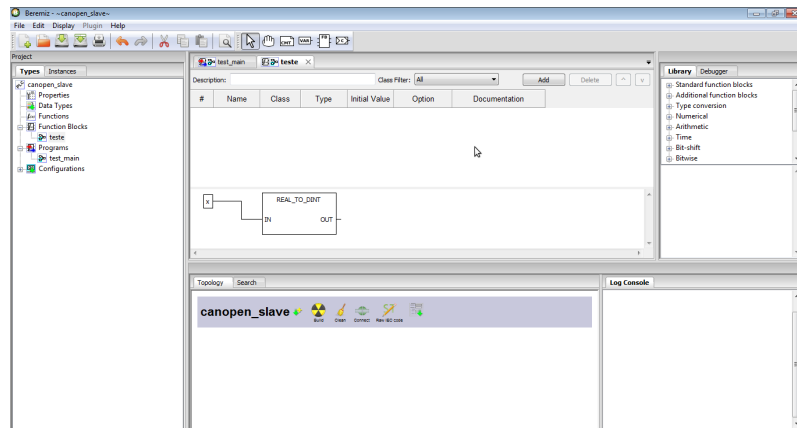 Beremiz - ~canopen_slave~
File Edit Display Plugin Help
Project
Types Instances
canopen_slave
Properties
Data Types
Functions
Function Blocks
teste
Programs
test_main
Configurations
test_main teste
Description: Class Filter: All Add Delete ^ v
# Name Class Type Initial Value Option Documentation
x
REAL_TO_DINT
IN OUT
Library Debugger
Standard function blocks
Additional function blocks
Type conversion
Numerical
Arithmetic
Time
Bit-shift
Bitwise
Topology Search
canopen_slave
Build Clean Connect Raw IEC code
Log Console